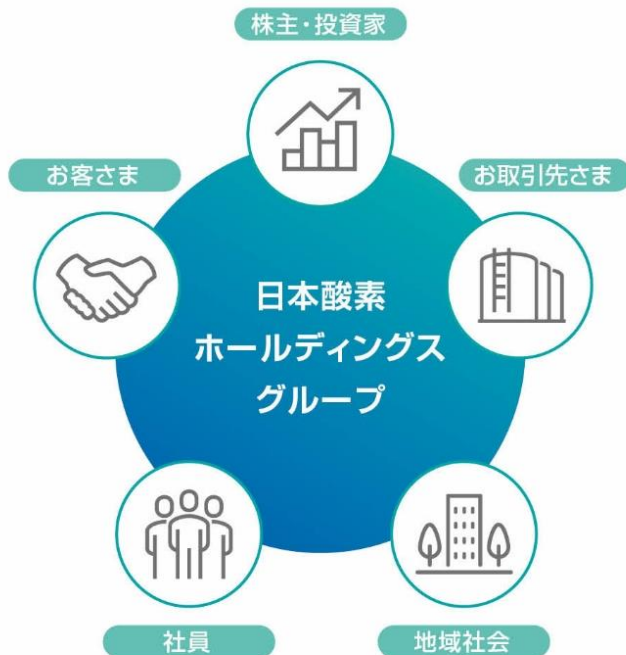 株主・投資家
お客さま
お取引先さま
日本酸素
ホールディングス
グループ
社員
地域社会